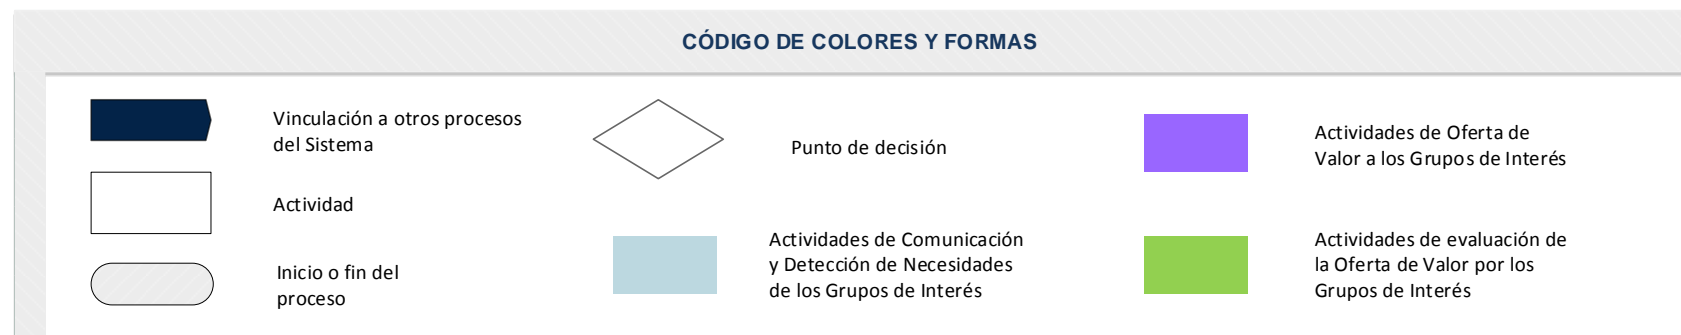 CÓDIGO DE COLORES Y FORMAS
Vinculación a otros procesos
del Sistema
Actividad
Inicio o fin del
proceso
Punto de decisión
Actividades de Comunicación
y Detección de Necesidades
de los Grupos de Interés
Actividades de Oferta de
Valor a los Grupos de Interés
Actividades de evaluación de
la Oferta de Valor por los
Grupos de Interés